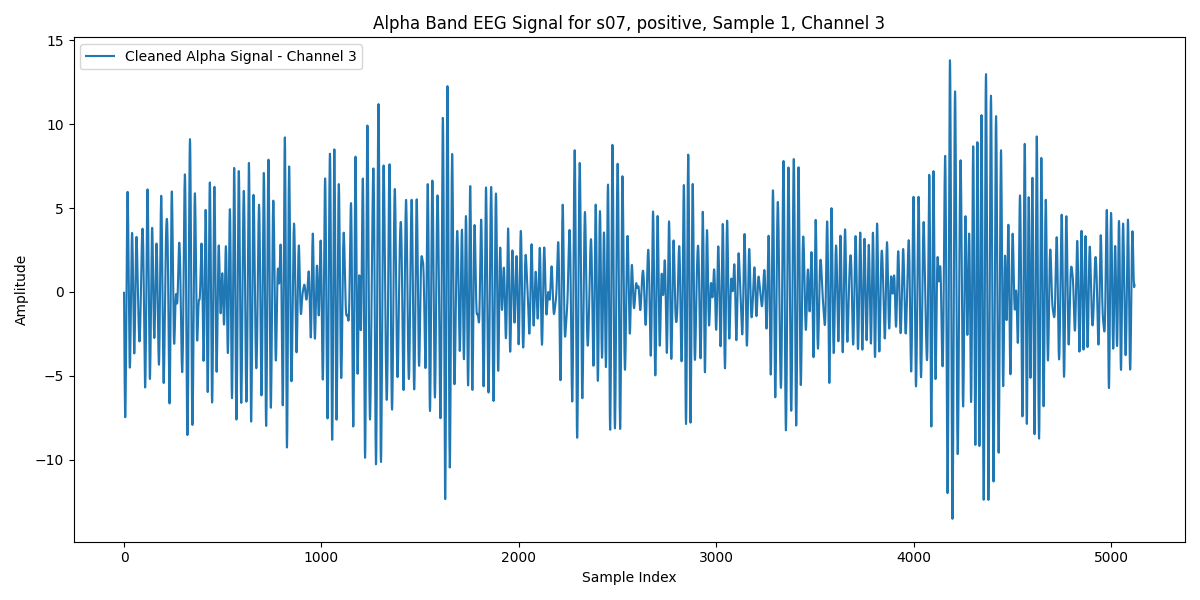 Alpha Band EEG Signal for s07, positive, Sample 1, Channel 3
Cleaned Alpha Signal - Channel 3
15
10
5
0
−5
−10
Amplitude
0 1000 2000 3000 4000 5000
Sample Index